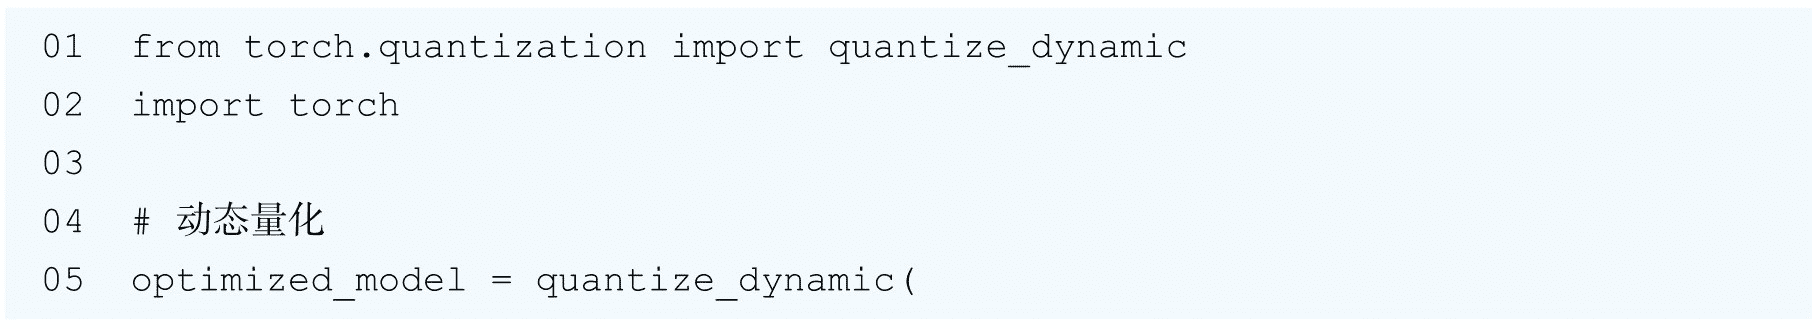 01 from torch.quantization import quantize_dynamic
02 import torch
03
04 # 动态量化
05 optimized_model = quantize_dynamic(